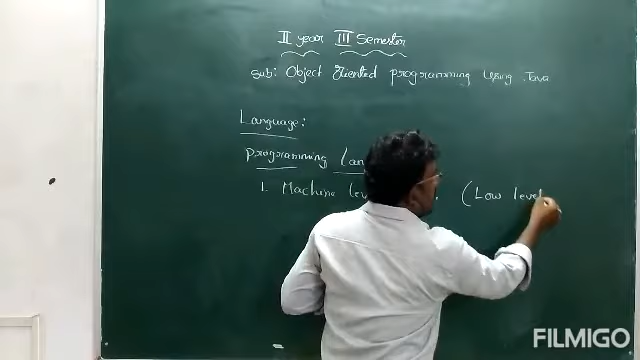 II year III Semester
Sub: Object Oriented Programming Using Java
Language:
Programming Lan
1. Machine lev
(Low level
FILMIGO